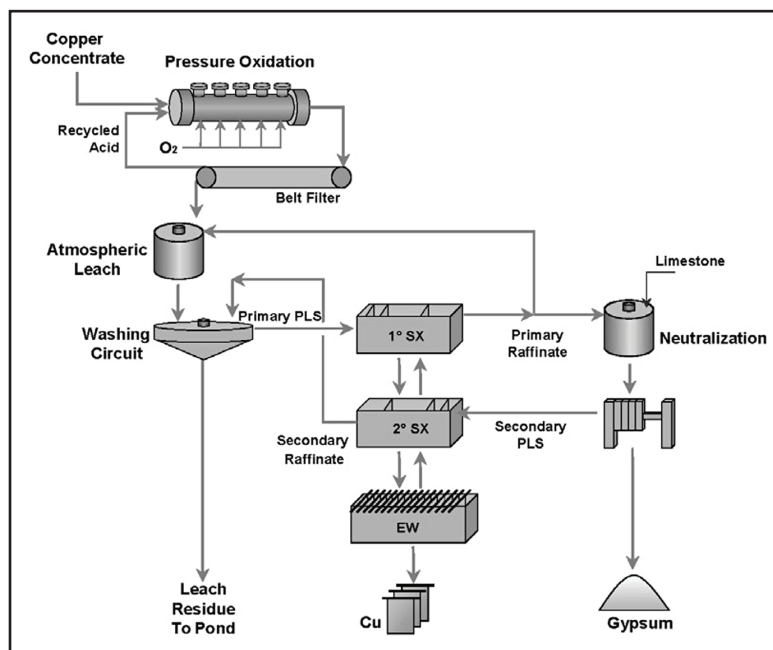 Copper
Concentrate
Pressure Oxidation
Recycled
Acid
O₂
Belt Filter
Atmospheric
Leach
Limestone
Primary PLS
Washing
Circuit
1° SX
Primary
Raffinate
Neutralization
Secondary
Raffinate
2° SX
Secondary
PLS
EW
Leach
Residue
To Pond
Cu
Gypsum